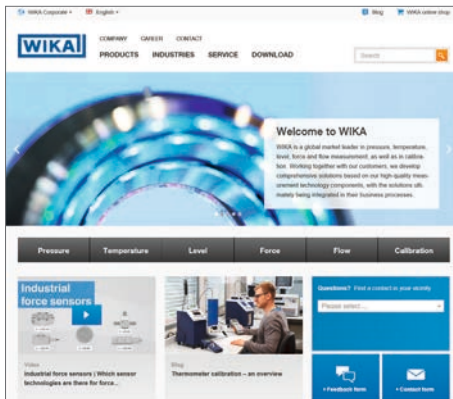 WIKA Corporate
English
Blog
WIKA online shop
WIKA
COMPANY CAREER CONTACT
PRODUCTS INDUSTRIES SERVICE DOWNLOAD
Search
Welcome to WIKA
WIKA is a global market leader in pressure, temperature,
level, force and flow measurement, as well as in calibra-
tion. Working together with our customers, we develop
comprehensive solutions based on our high-quality meas-
urement technology components, with the solutions ulti-
mately being integrated in their business processes.
Pressure Temperature Level Force Flow Calibration
Industrial
force sensors
Video
Industrial force sensors | Which sensor
technologies are there for force...
Blog
Thermometer calibration – an overview
Questions? Find a contact in your vicinity
Please select ...
Feedback form
Contact form